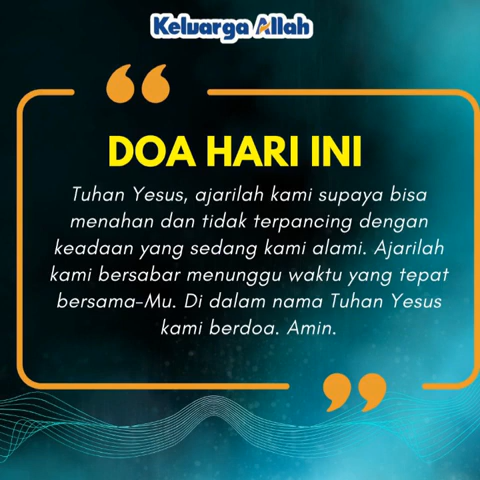 Keluarga Allah
DOA HARI INI
Tuhan Yesus, ajarilah kami supaya bisa
menahan dan tidak terpancing dengan
keadaan yang sedang kami alami. Ajarilah
kami bersabar menunggu waktu yang tepat
bersama-Mu. Di dalam nama Tuhan Yesus
kami berdoa. Amin.